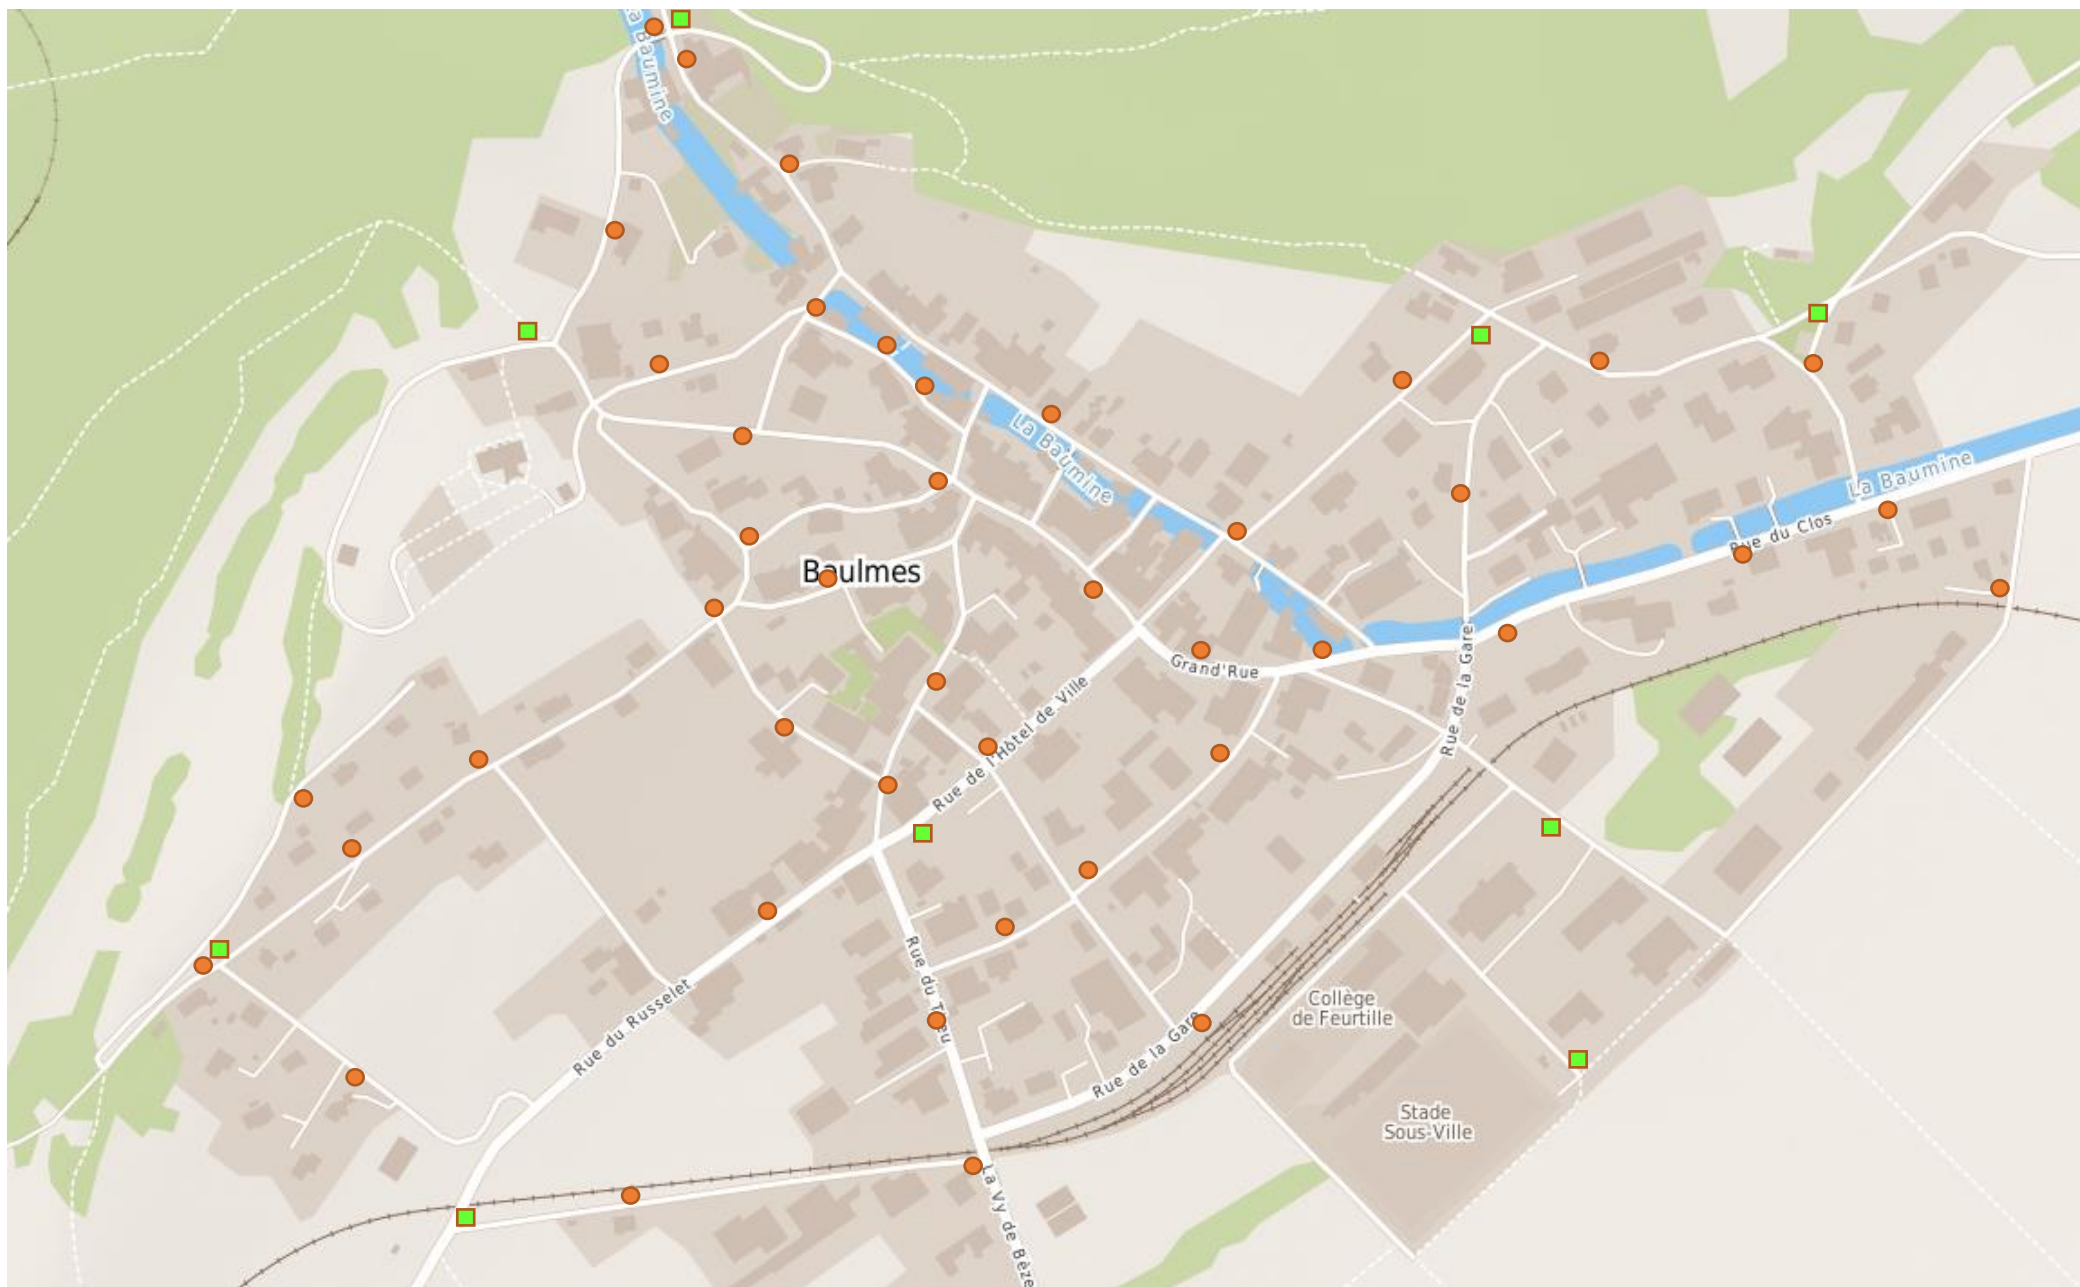 La Baumine
La Baumine
La Baumine
Rue du Clos
Baulmes
Grand'Rue
Rue de la Gare
Rue de l'Hôtel de Ville
Rue du Russelet
Rue du
Collège
de Feurtille
Rue de la Gare
Stade
Sous-Ville
La Vy de Bèze